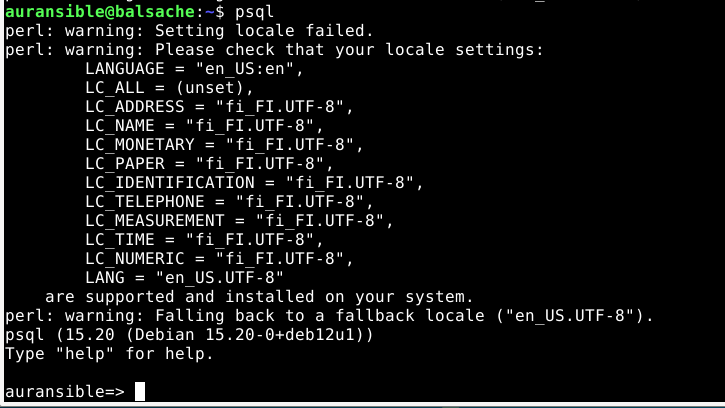 auransible@balsache:~$ psql
perl: warning: Setting locale failed.
perl: warning: Please check that your locale settings:
        LANGUAGE = "en_US:en",
        LC_ALL = (unset),
        LC_ADDRESS = "fi_FI.UTF-8",
        LC_NAME = "fi_FI.UTF-8",
        LC_MONETARY = "fi_FI.UTF-8",
        LC_PAPER = "fi_FI.UTF-8",
        LC_IDENTIFICATION = "fi_FI.UTF-8",
        LC_TELEPHONE = "fi_FI.UTF-8",
        LC_MEASUREMENT = "fi_FI.UTF-8",
        LC_TIME = "fi_FI.UTF-8",
        LC_NUMERIC = "fi_FI.UTF-8",
        LANG = "en_US.UTF-8"
    are supported and installed on your system.
perl: warning: Falling back to a fallback locale ("en_US.UTF-8").
psql (15.20 (Debian 15.20-0+deb12u1))
Type "help" for help.

auransible=>